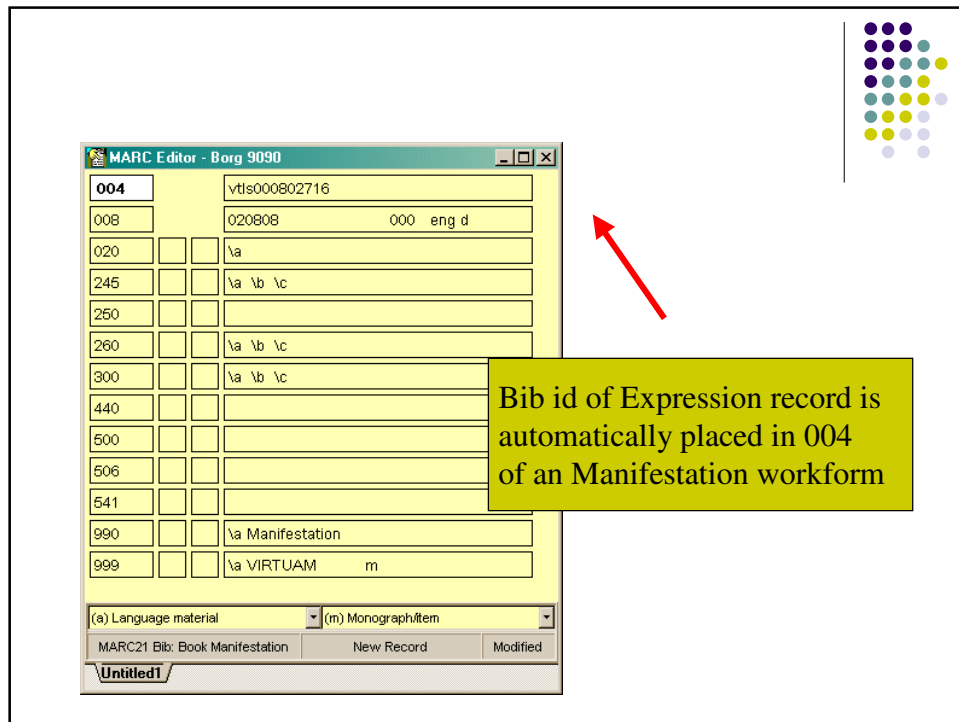 MARC Editor - Borg 9090
004 vtls000802716
008 020808 000 eng d
020 \a
245 \a \b \c
250
260 \a \b \c
300 \a \b \c
440
500
506
541
990 \a Manifestation
999 \a VIRTUAM m
(a) Language material (m) Monograph/Item
MARC21 Bib: Book Manifestation New Record Modified
Untitled1
Bib id of Expression record is
automatically placed in 004
of an Manifestation workform